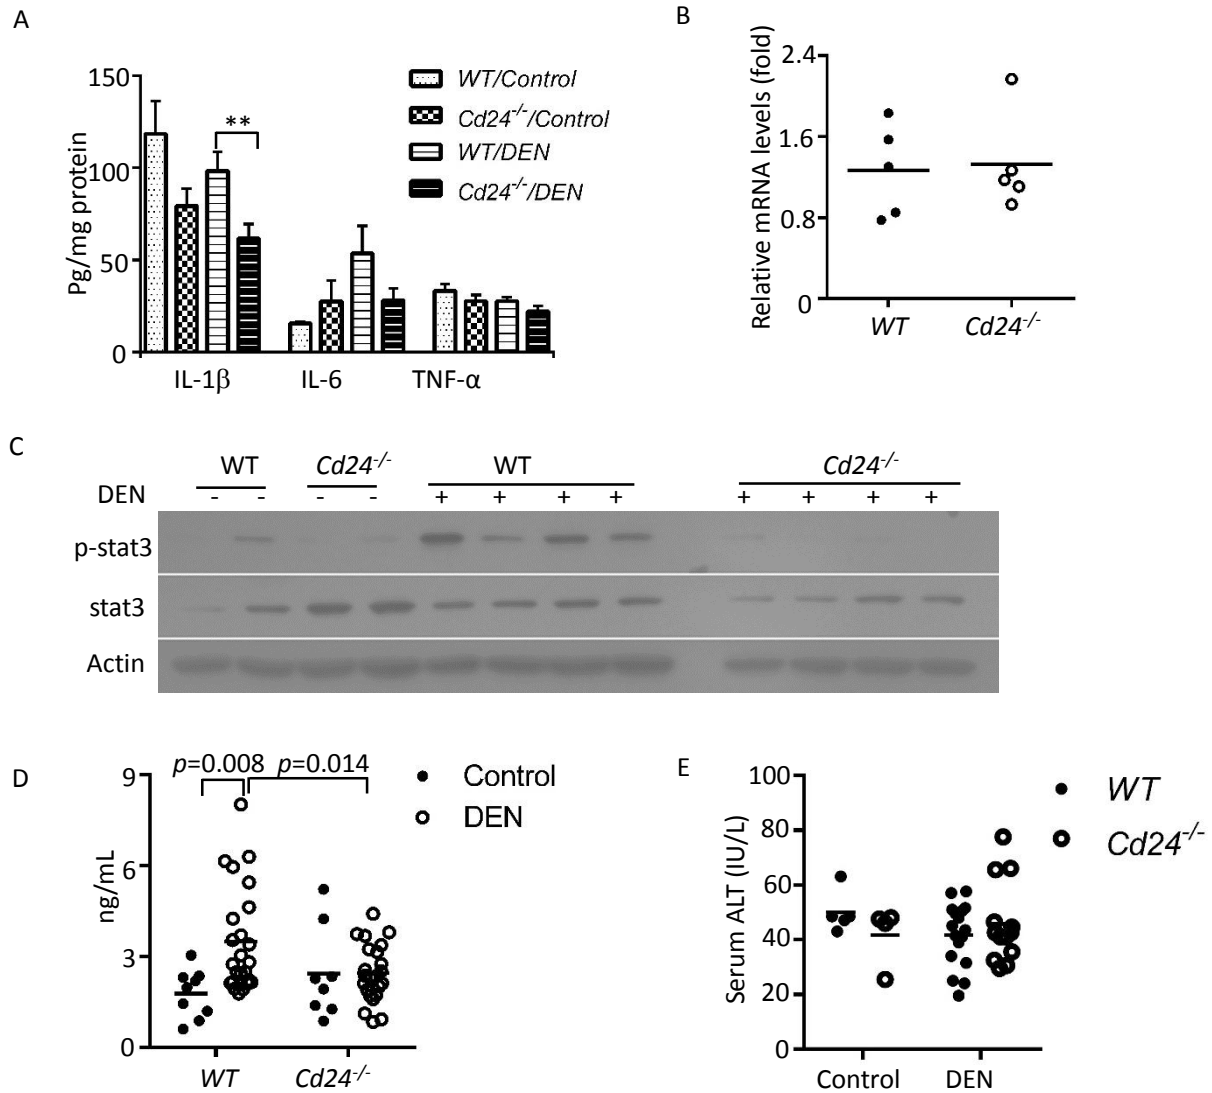 A
150
100
50
0
Pg/mg protein
**
WT/Control
Cd24-/-/Control
WT/DEN
Cd24-/-/DEN
IL-1β IL-6 TNF-α
B
2.4
1.6
0.8
0
Relative mRNA levels (fold)
WT Cd24-/-
C
WT Cd24-/- WT Cd24-/-
DEN - - - - + + + + + + + +
p-stat3
stat3
Actin
D
p=0.008 p=0.014
9
6
3
0
ng/mL
Control
DEN
WT Cd24-/-
E
100
80
60
40
20
0
Serum ALT (IU/L)
WT
Cd24-/-
Control DEN